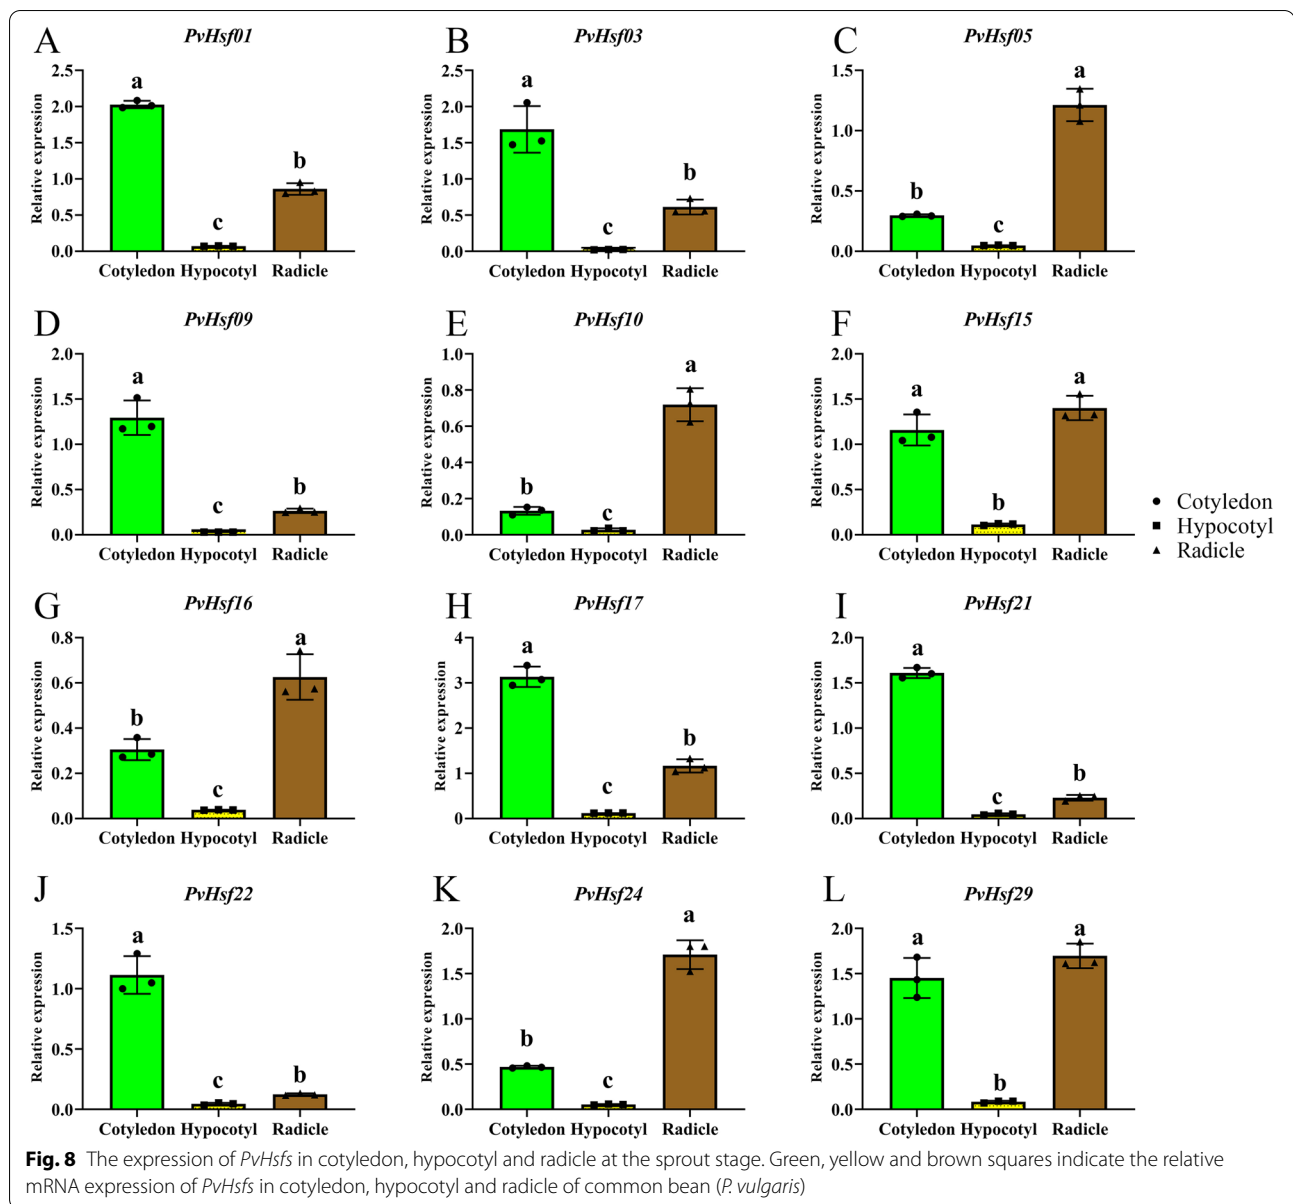 A PvHsf01
B PvHsf03
C PvHsf05
a
b
c
2.5
2.0
1.5
1.0
0.5
0.0
Relative expression
Cotyledon Hypocotyl Radicle
a
b
c
2.5
2.0
1.5
1.0
0.5
0.0
Relative expression
Cotyledon Hypocotyl Radicle
a
b
c
1.5
1.0
0.5
0.0
Relative expression
Cotyledon Hypocotyl Radicle
D PvHsf09
E PvHsf10
F PvHsf15
a
c
b
2.0
1.5
1.0
0.5
0.0
Relative expression
Cotyledon Hypocotyl Radicle
b
c
a
1.0
0.8
0.6
0.4
0.2
0.0
Relative expression
Cotyledon Hypocotyl Radicle
a
b
a
2.0
1.5
1.0
0.5
0.0
Relative expression
Cotyledon Hypocotyl Radicle
Cotyledon
Hypocotyl
Radicle
G PvHsf16
H PvHsf17
I PvHsf21
b
c
a
0.8
0.6
0.4
0.2
0.0
Relative expression
Cotyledon Hypocotyl Radicle
a
c
b
4
3
2
1
0
Relative expression
Cotyledon Hypocotyl Radicle
a
c
b
2.0
1.5
1.0
0.5
0.0
Relative expression
Cotyledon Hypocotyl Radicle
J PvHsf22
K PvHsf24
L PvHsf29
a
c
b
1.5
1.0
0.5
0.0
Relative expression
Cotyledon Hypocotyl Radicle
b
c
a
2.0
1.5
1.0
0.5
0.0
Relative expression
Cotyledon Hypocotyl Radicle
a
b
a
2.0
1.5
1.0
0.5
0.0
Relative expression
Cotyledon Hypocotyl Radicle
Fig. 8 The expression of PvHsfs in cotyledon, hypocotyl and radicle at the sprout stage. Green, yellow and brown squares indicate the relative
mRNA expression of PvHsfs in cotyledon, hypocotyl and radicle of common bean (P. vulgaris)